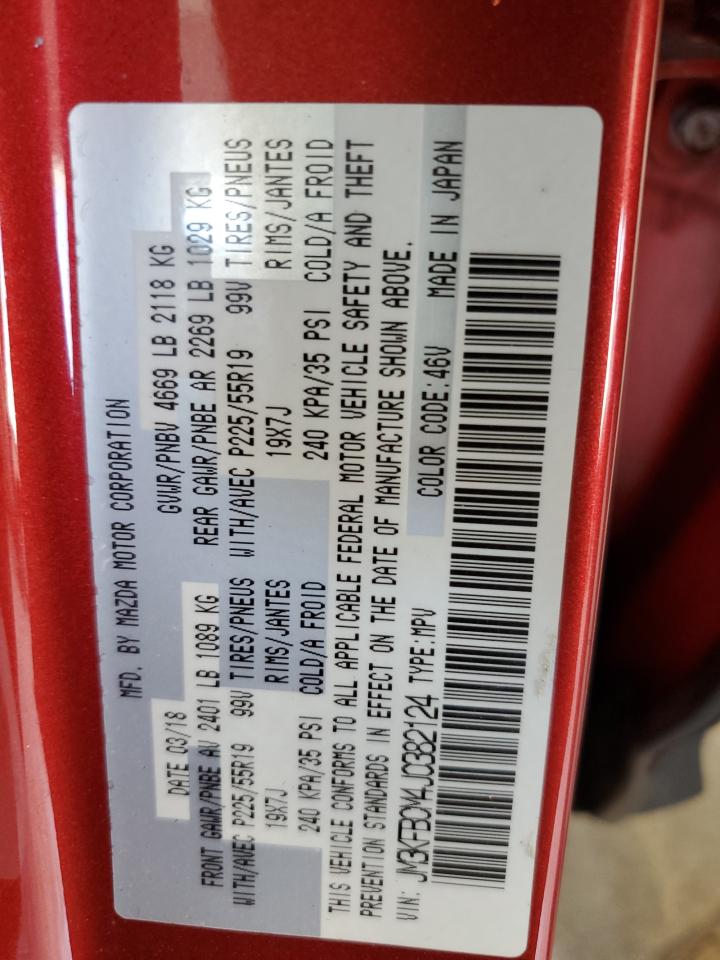 MFD. BY MAZDA MOTOR CORPORATION
DATE 03/18 GVWR/PNBV 4669 LB 2118 KG
FRONT GAWR/PNBE AV 2401 LB 1089 KG REAR GAWR/PNBE AR 2269 LB 1029 KG
WITH/AVEC P225/55R19 99V TIRES/PNEUS WITH/AVEC P225/55R19 99V TIRES/PNEUS
19X7J RIMS/JANTES 19X7J RIMS/JANTES
240 KPA/35 PSI COLD/A FROID 240 KPA/35 PSI COLD/A FROID
THIS VEHICLE CONFORMS TO ALL APPLICABLE FEDERAL MOTOR VEHICLE SAFETY AND THEFT
PREVENTION STANDARDS IN EFFECT ON THE DATE OF MANUFACTURE SHOWN ABOVE.
VIN: JM3KFBCM4J0382124 TYPE:MPV COLOR CODE:46V MADE IN JAPAN